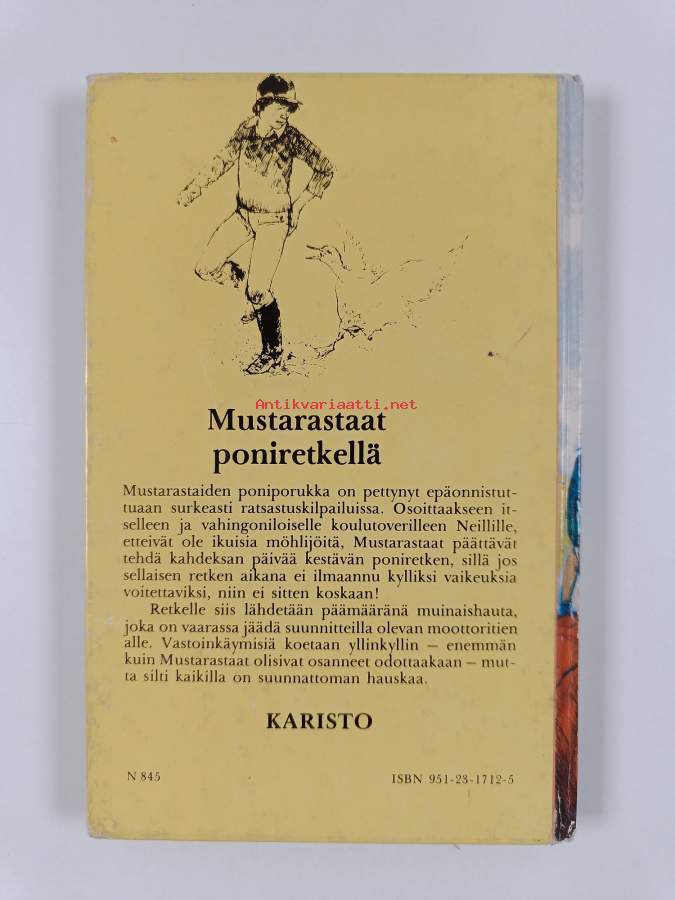 Antikvariaatti.net
Mustarastaat
poniretkellä
Mustarastaiden poniporukka on pettynyt epäonnistut-
tuaan surkeasti ratsastuskilpailuissa. Osoittaakseen it-
selleen ja vahingoniloiselle koulutoverilleen Neillille,
etteivät ole ikuisia möhlijöitä, Mustarastaat päättävät
tehdä kahdeksan päivää kestävän poniretken, sillä jos
sellaisen retken aikana ei ilmaannu kylliksi vaikeuksia
voitettaviksi, niin ei sitten koskaan!
Retkelle siis lähdetään päämääränä muinaishauta,
joka on vaarassa jäädä suunnitteilla olevan moottoritien
alle. Vastoinkäymisiä koetaan yllinkyllin — enemmän
kuin Mustarastaat olisivat osanneet odottaakaan — mut-
ta silti kaikilla on suunnattoman hauskaa.
KARISTO
N 845
ISBN 951-23-1712-5